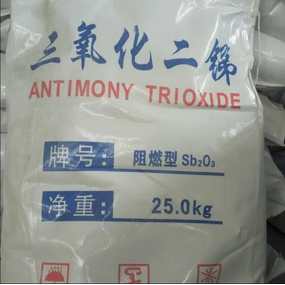 三氧化二锑
ANTIMONY TRIOXIDE
牌号： 阻燃型 Sb₂O₃
净重： 25.0kg